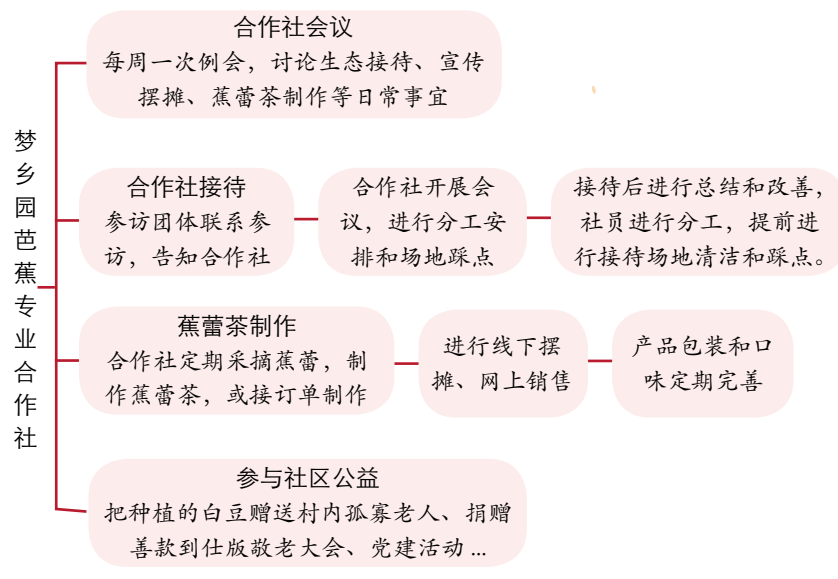 梦乡园芭蕉专业合作社
合作社会议
每周一次例会，讨论生态接待、宣传
摆摊、蕉蕾茶制作等日常事宜
合作社接待
参访团体联系参
访，告知合作社
合作社开展会
议，进行分工安
排和场地踩点
接待后进行总结和改善，
社员进行分工，提前进
行接待场地清洁和踩点。
蕉蕾茶制作
合作社定期采摘蕉蕾，制
作蕉蕾茶，或接订单制作
进行线下摆
摊、网上销售
产品包装和口
味定期完善
参与社区公益
把种植的白豆赠送村内孤寡老人、捐赠
善款到仕版敬老大会、党建活动...